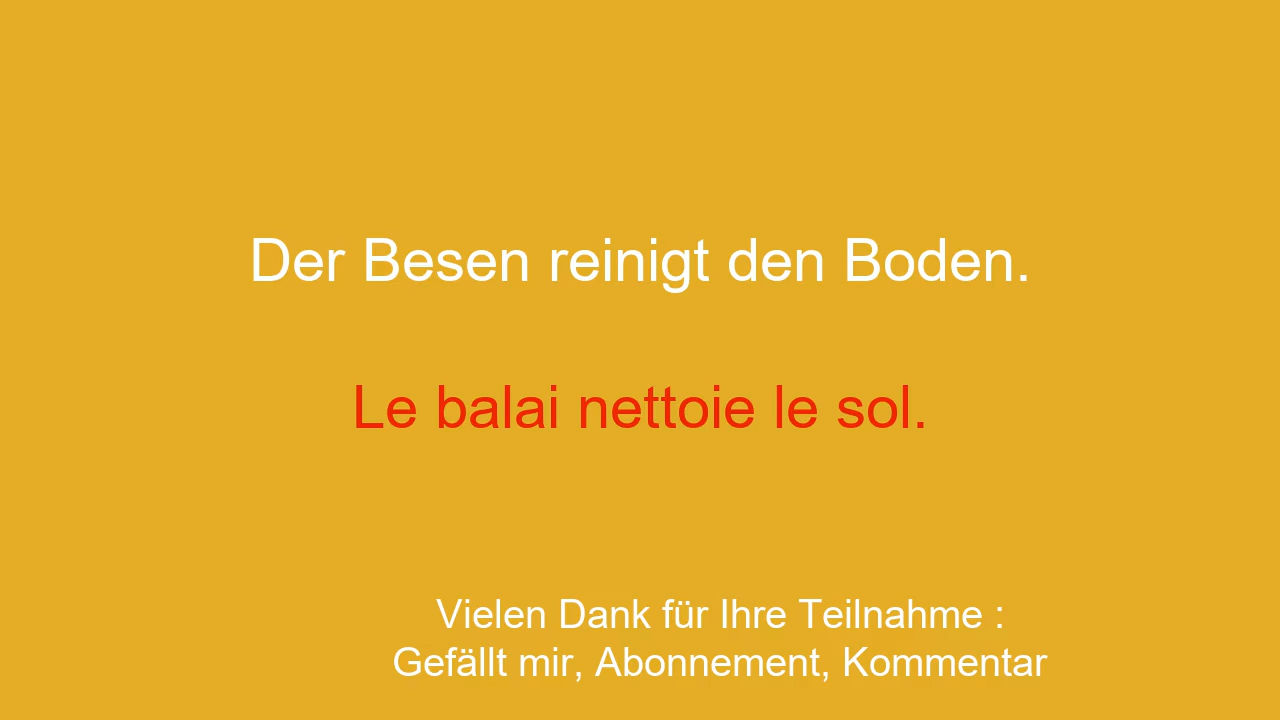 Der Besen reinigt den Boden.
Le balai nettoie le sol.
Vielen Dank für Ihre Teilnahme :
Gefällt mir, Abonnement, Kommentar